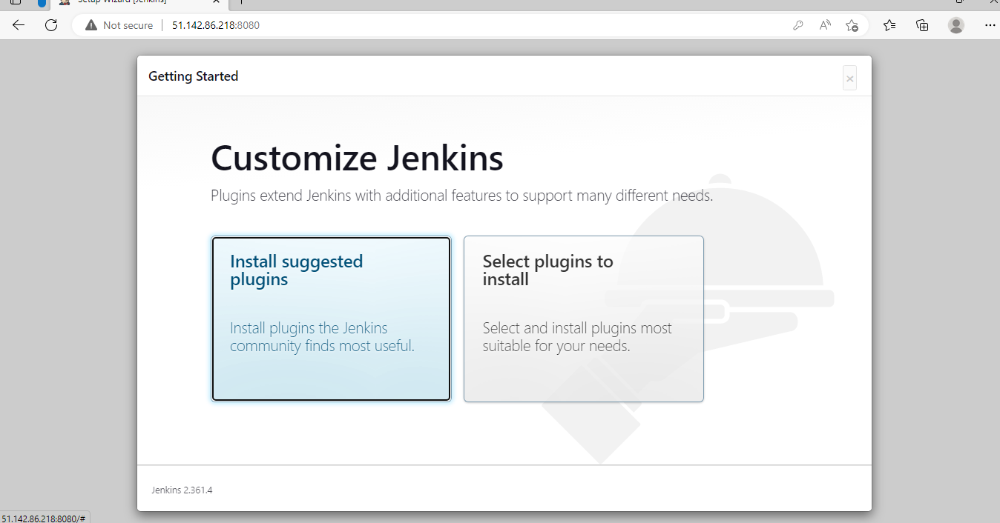 Setup Wizard [Jenkins]
Not secure
51.142.86.218:8080
Getting Started
Customize Jenkins
Plugins extend Jenkins with additional features to support many different needs.
Install suggested
plugins
Install plugins the Jenkins
community finds most useful.
Select plugins to
install
Select and install plugins most
suitable for your needs.
Jenkins 2.361.4
51.142.86.218:8080/#